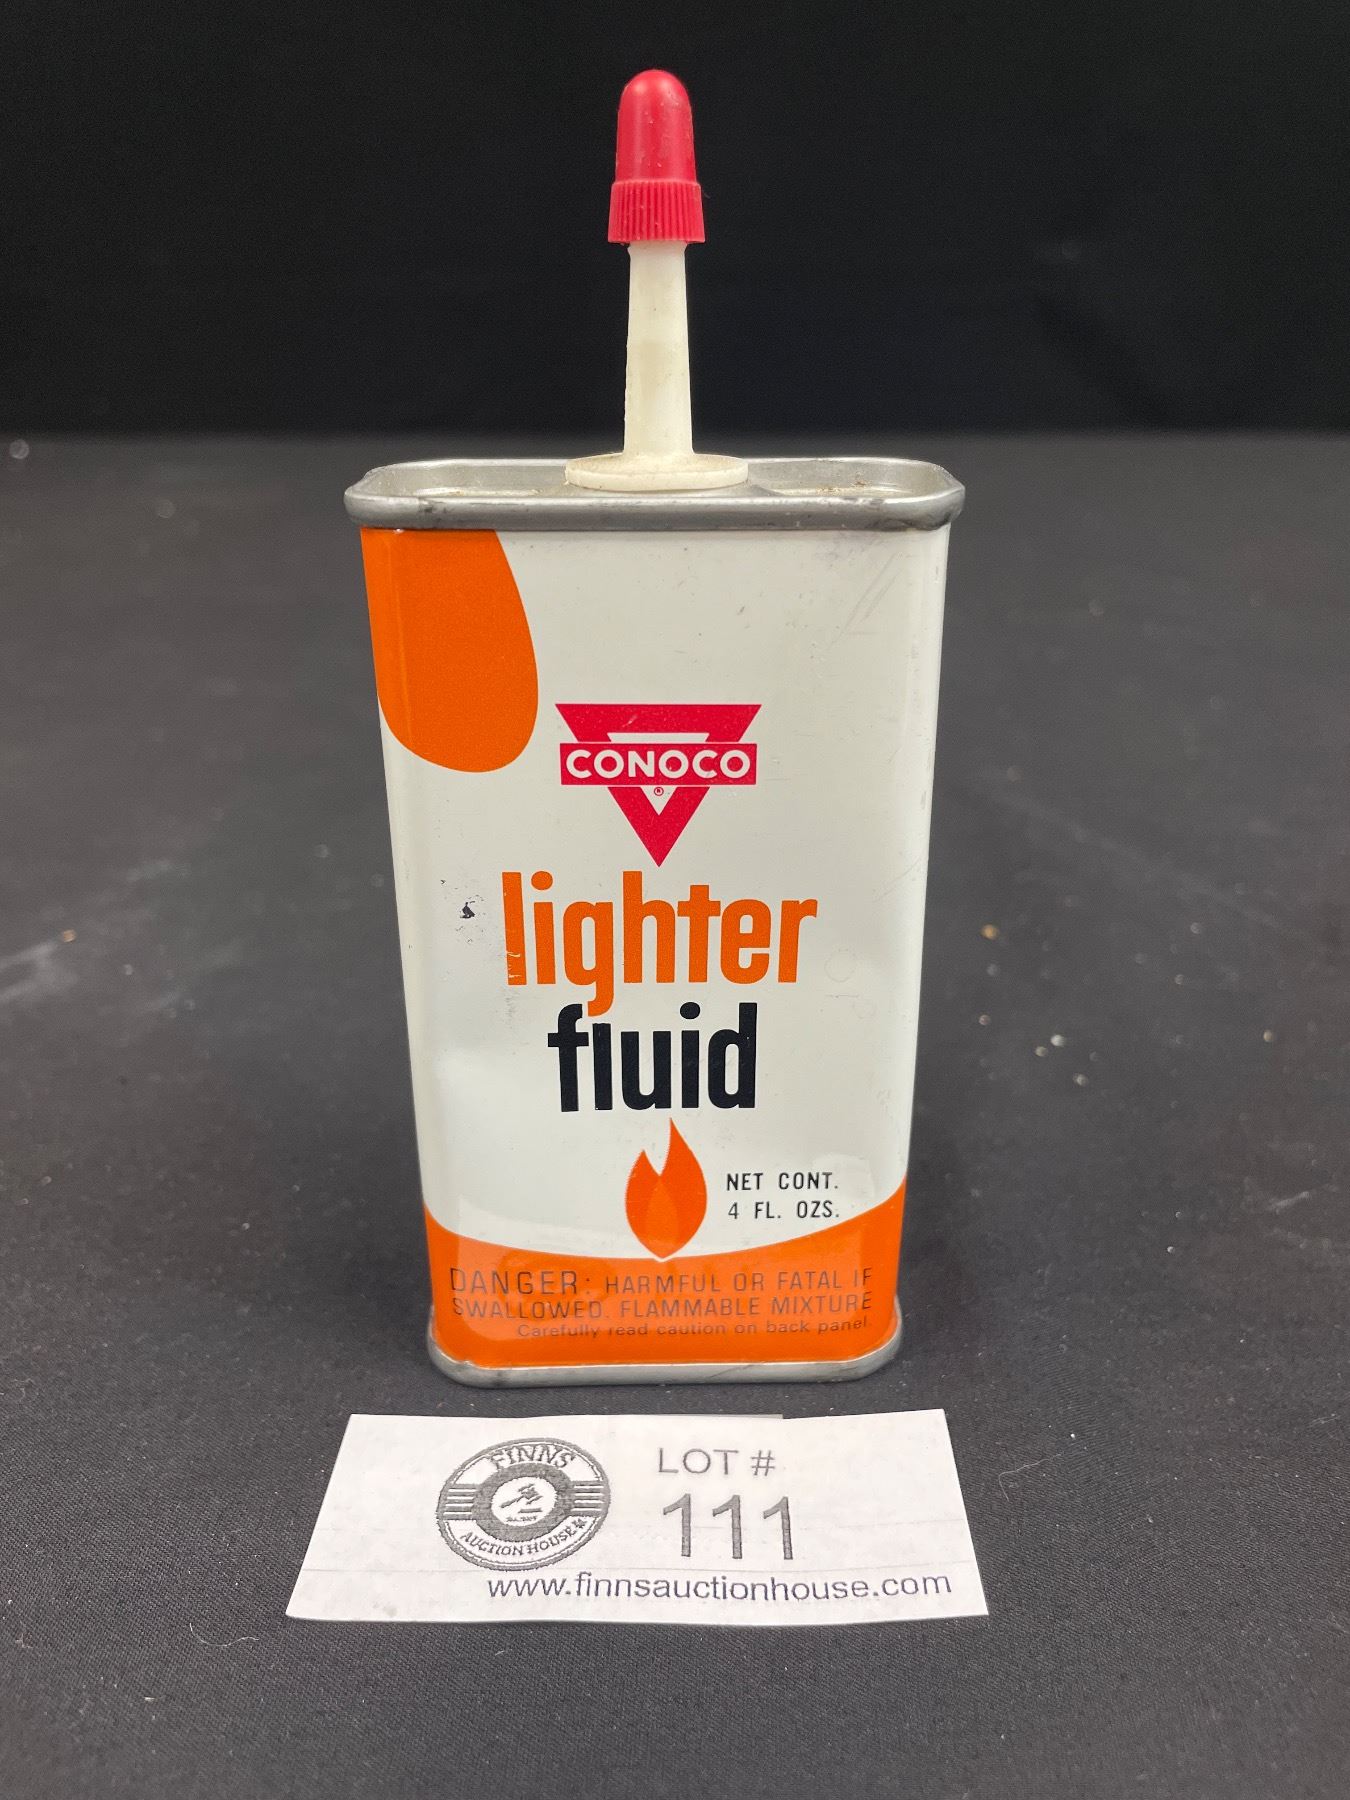 CONOCO
®
lighter
fluid
NET CONT.
4 FL. OZS.
DANGER: HARMFUL OR FATAL IF
SWALLOWED. FLAMMABLE MIXTURE
Carefully read caution on back panel
FINNS
AUCTION HOUSE
LOT #
111
www.finnsauctionhouse.com